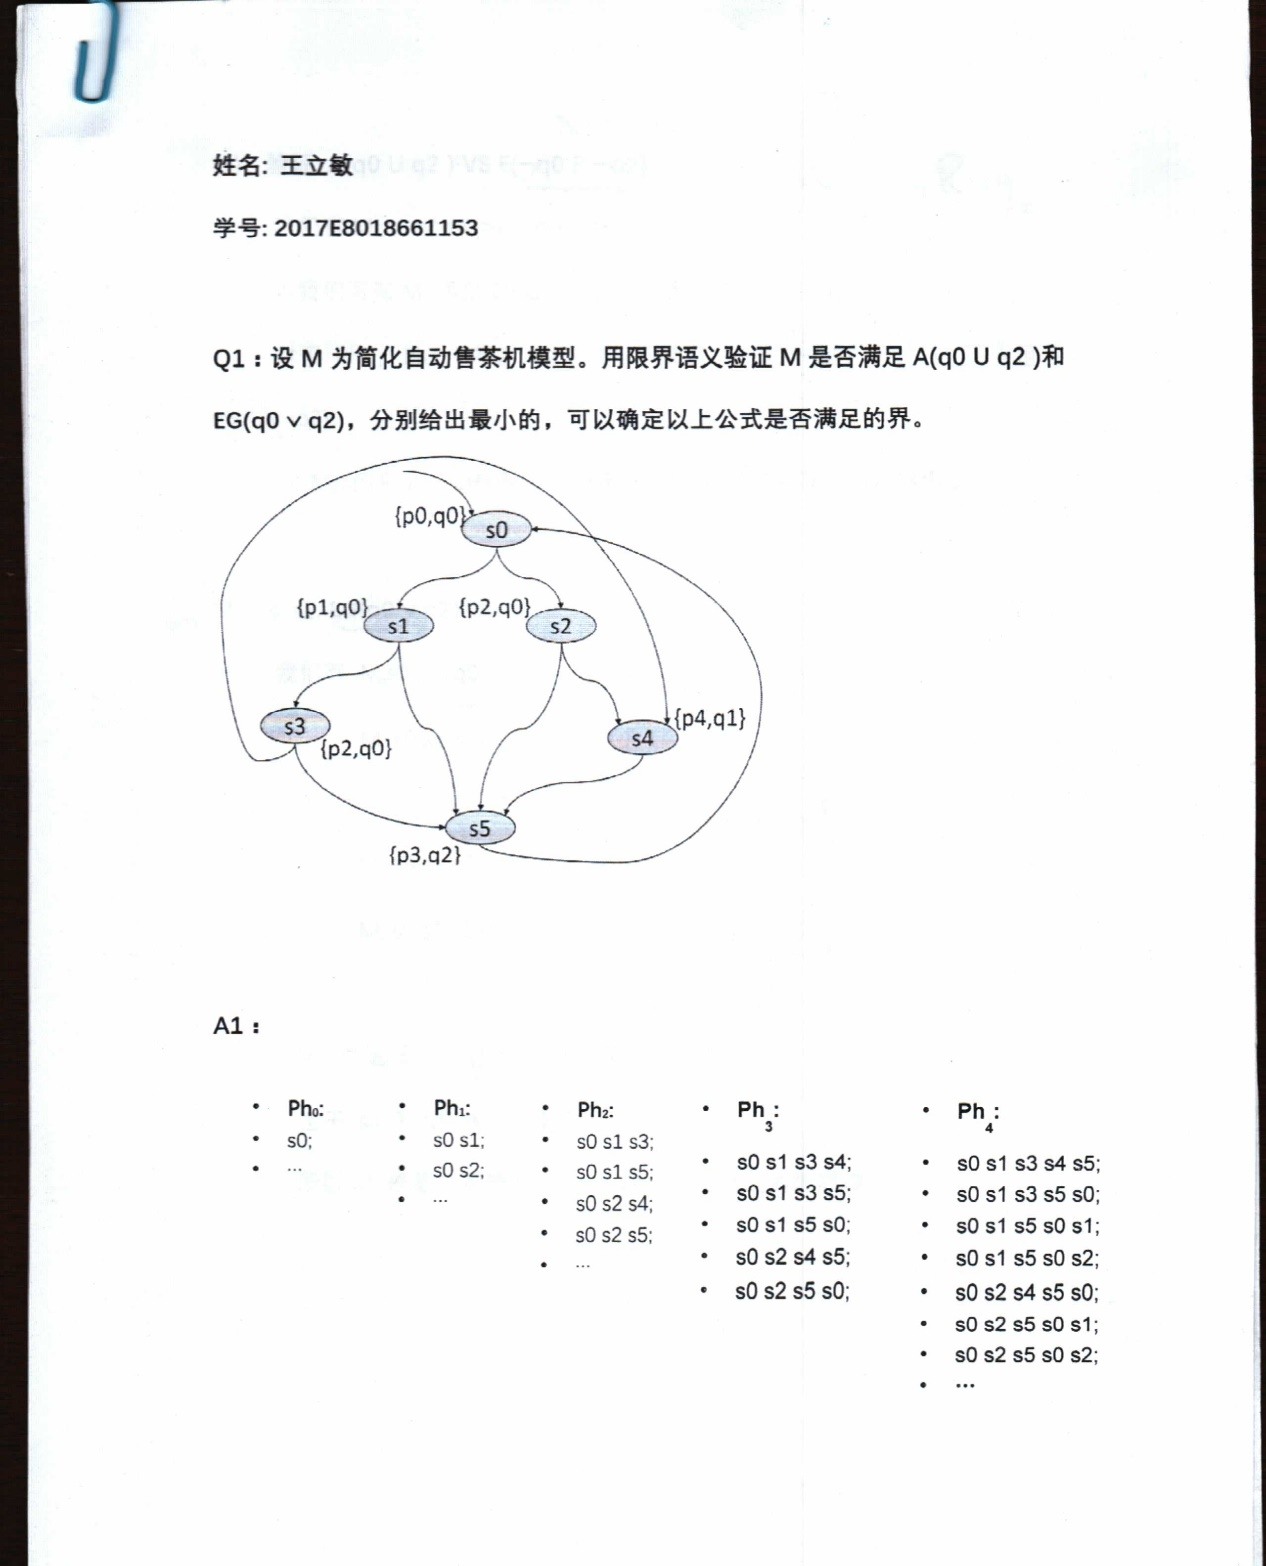 姓名: 王立敏
学号: 2017E8018661153
Q1：设 M 为简化自动售茶机模型。用限界语义验证 M 是否满足 A(q0 U q2 )和
EG(q0 ∨ q2)，分别给出最小的，可以确定以上公式是否满足的界。
{p0,q0}
s0
{p1,q0}
s1
{p2,q0}
s2
s3
{p2,q0}
{p4,q1}
s4
s5
{p3,q2}
A1：
• Ph₀:
• s0;
• ...
• Ph₁:
• s0 s1;
• s0 s2;
• ...
• Ph₂:
• s0 s1 s3;
• s0 s1 s5;
• s0 s2 s4;
• s0 s2 s5;
• ...
• Ph₃:
• s0 s1 s3 s4;
• s0 s1 s3 s5;
• s0 s1 s5 s0;
• s0 s2 s4 s5;
• s0 s2 s5 s0;
• Ph₄:
• s0 s1 s3 s4 s5;
• s0 s1 s3 s5 s0;
• s0 s1 s5 s0 s1;
• s0 s1 s5 s0 s2;
• s0 s2 s4 s5 s0;
• s0 s2 s5 s0 s1;
• s0 s2 s5 s0 s2;
• ...